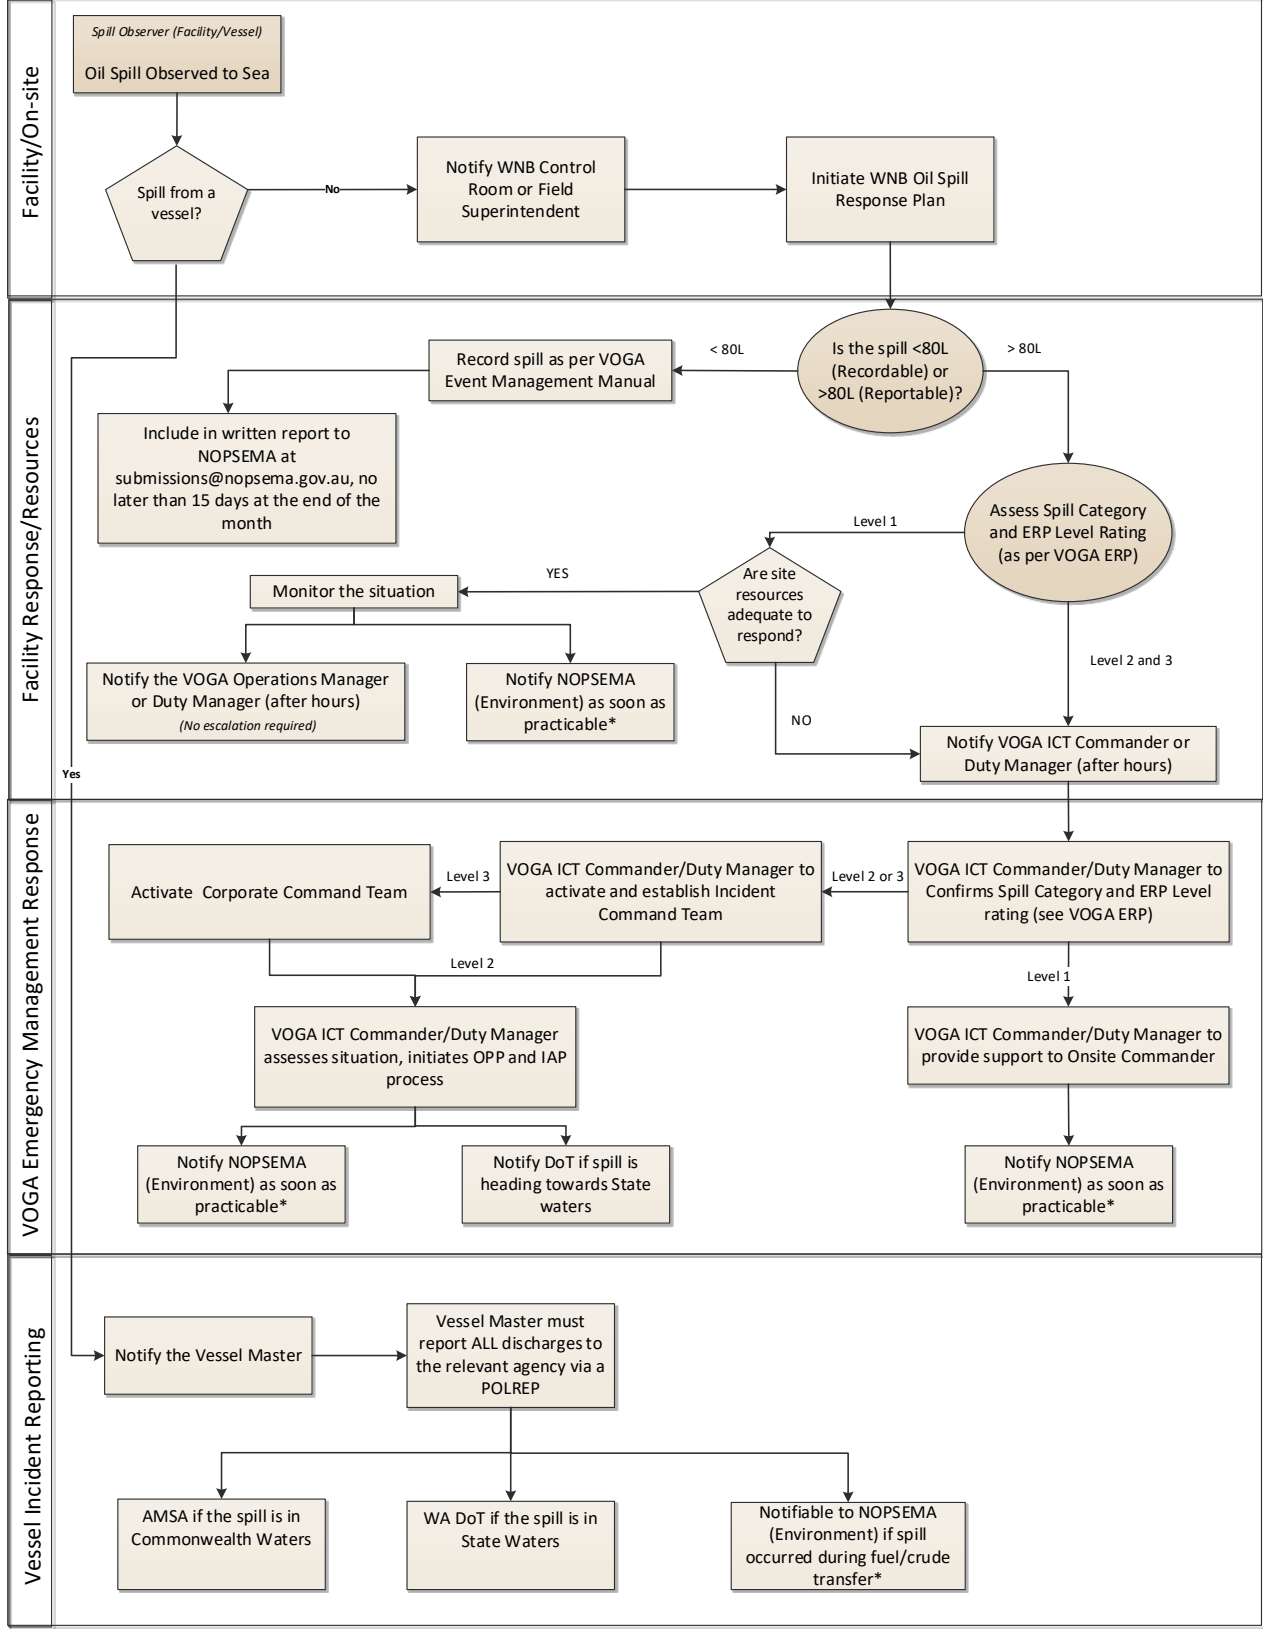 Facility/On-site
Spill Observer (Facility/Vessel)
Oil Spill Observed to Sea
Spill from a
vessel?
No
Notify WNB Control
Room or Field
Superintendent
Initiate WNB Oil Spill
Response Plan
Facility Response/Resources
Is the spill <80L
(Recordable) or
>80L (Reportable)?
< 80L
> 80L
Record spill as per VOGA
Event Management Manual
Include in written report to
NOPSEMA at
submissions@nopsema.gov.au, no
later than 15 days at the end of the
month
Assess Spill Category
and ERP Level Rating
(as per VOGA ERP)
Level 1
Are site
resources
adequate to
respond?
YES
Monitor the situation
Notify the VOGA Operations Manager
or Duty Manager (after hours)
(No escalation required)
Notify NOPSEMA
(Environment) as soon as
practicable*
Level 2 and 3
NO
Notify VOGA ICT Commander or
Duty Manager (after hours)
Yes
VOGA Emergency Management Response
Activate  Corporate Command Team
Level 3
VOGA ICT Commander/Duty Manager to
activate and establish Incident
Command Team
Level 2 or 3
VOGA ICT Commander/Duty Manager to
Confirms Spill Category and ERP Level
rating (see VOGA ERP)
Level 2
Level 1
VOGA ICT Commander/Duty Manager
assesses situation, initiates OPP and IAP
process
VOGA ICT Commander/Duty Manager to
provide support to Onsite Commander
Notify NOPSEMA
(Environment) as soon as
practicable*
Notify DoT if spill is
heading towards State
waters
Notify NOPSEMA
(Environment) as soon as
practicable*
Vessel Incident Reporting
Notify the Vessel Master
Vessel Master must
report ALL discharges to
the relevant agency via a
POLREP
AMSA if the spill is in
Commonwealth Waters
WA DoT if the spill is in
State Waters
Notifiable to NOPSEMA
(Environment) if spill
occurred during fuel/crude
transfer*